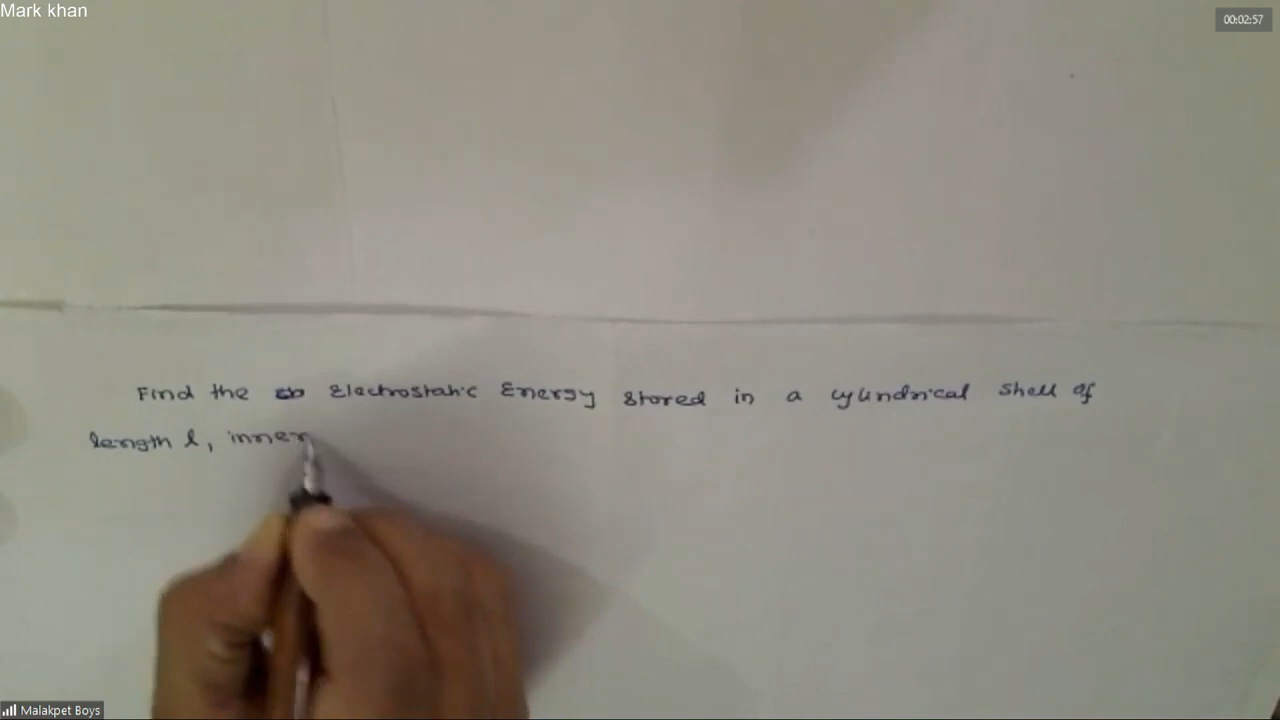 Mark khan
00:02:57
Find the Electrostatic Energy stored in a cylindrical shell of
length l, inner
Malakpet Boys